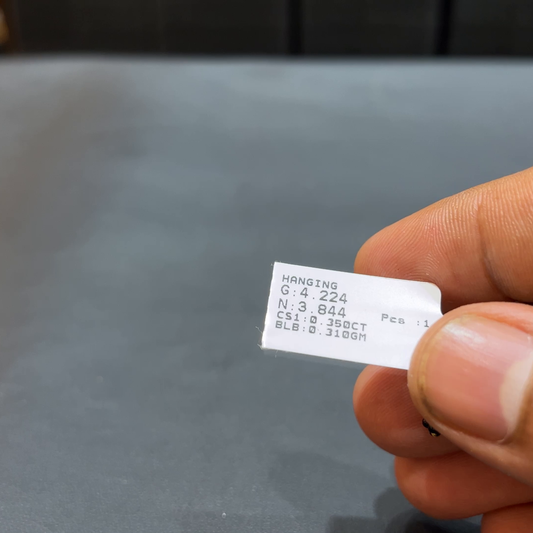 HANGING
G:4.224
N:3.844
CS1:0.350CT
BLB:0.310GM
Pcs :1